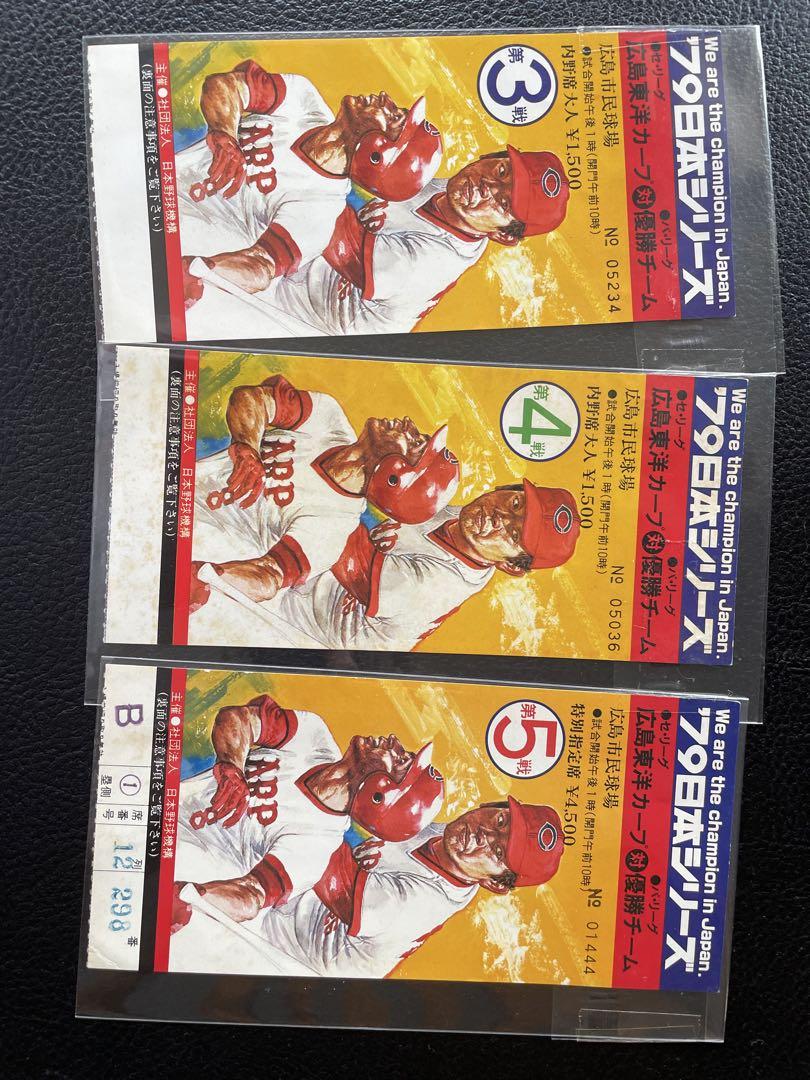 We are the champion in Japan.
'79日本シリーズ
●セ・リーグ
広島東洋カープ 対 優勝チーム
●パ・リーグ
第3戦
広島市民球場
●試合開始午後1時(開門午前10時)
内野席大人 ¥1,500
№ 05234
ARP
8
主催●社団法人 日本野球機構
(裏面の注意事項をご覧下さい)
We are the champion in Japan.
'79日本シリーズ
●セ・リーグ
広島東洋カープ 対 優勝チーム
●パ・リーグ
第4戦
広島市民球場
●試合開始午後1時(開門午前10時)
内野席大人 ¥1,500
№ 05036
ARP
8
主催●社団法人 日本野球機構
(裏面の注意事項をご覧下さい)
We are the champion in Japan.
'79日本シリーズ
●セ・リーグ
広島東洋カープ 対 優勝チーム
●パ・リーグ
第5戦
広島市民球場
●試合開始午後1時(開門午前10時)
特別指定席 ¥4,500
№ 01444
ARP
8
主催●社団法人 日本野球機構
(裏面の注意事項をご覧下さい)
B ①塁側 席番号 12列 298番